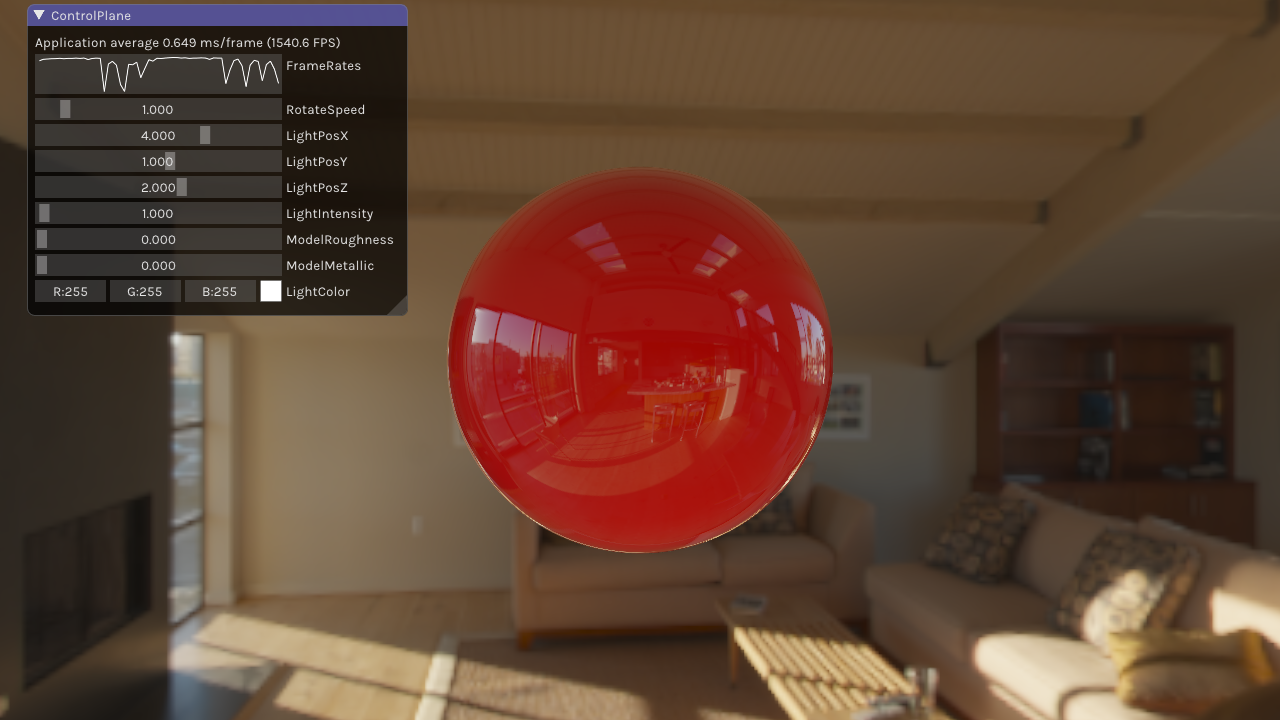 ControlPlane
Application average 0.649 ms/frame (1540.6 FPS)
FrameRates
1.000 RotateSpeed
4.000 LightPosX
1.000 LightPosY
2.000 LightPosZ
1.000 LightIntensity
0.000 ModelRoughness
0.000 ModelMetallic
R:255 G:255 B:255 LightColor